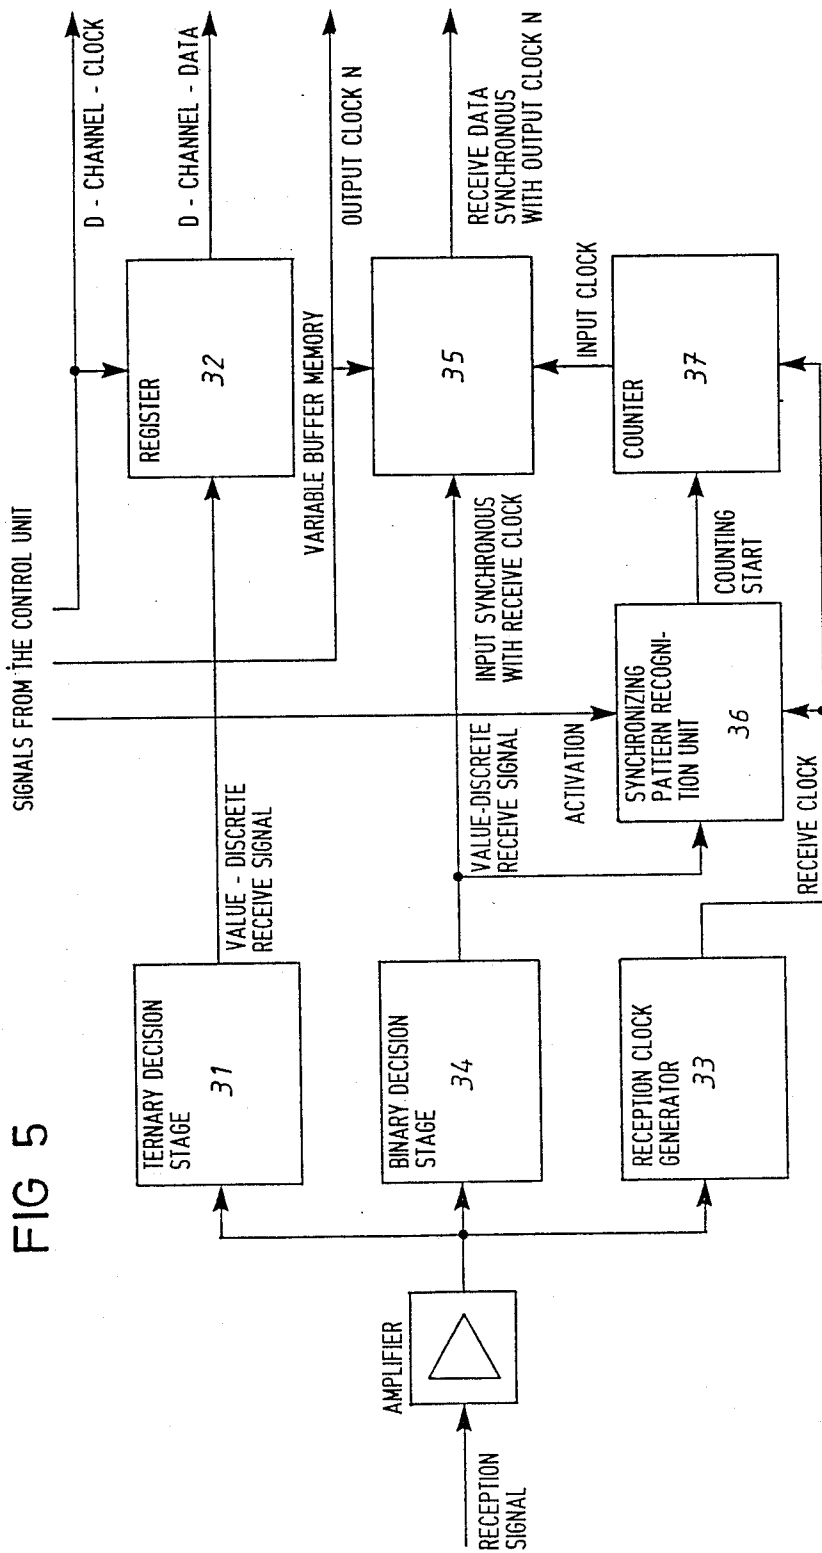 FIG 5
SIGNALS FROM THE CONTROL UNIT
D - CHANNEL - CLOCK
TERNARY DECISION
STAGE
31
VALUE - DISCRETE
RECEIVE SIGNAL
REGISTER
32
D - CHANNEL - DATA
VARIABLE BUFFER MEMORY
OUTPUT CLOCK N
RECEPTION
SIGNAL
AMPLIFIER
BINARY DECISION
STAGE
34
VALUE-DISCRETE
RECEIVE SIGNAL
INPUT SYNCHRONOUS
WITH RECEIVE CLOCK
35
RECEIVE DATA
SYNCHRONOUS
WITH OUTPUT CLOCK N
ACTIVATION
INPUT CLOCK
RECEPTION CLOCK
GENERATOR
33
RECEIVE CLOCK
SYNCHRONIZING
PATTERN RECOGNI-
TION UNIT
36
COUNTING
START
COUNTER
37